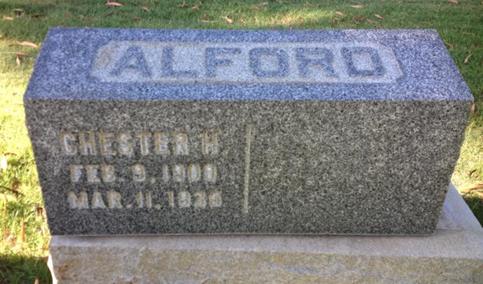 ALFORD
CHESTER H
FEB. 9. 1900
MAR. 11. 1936